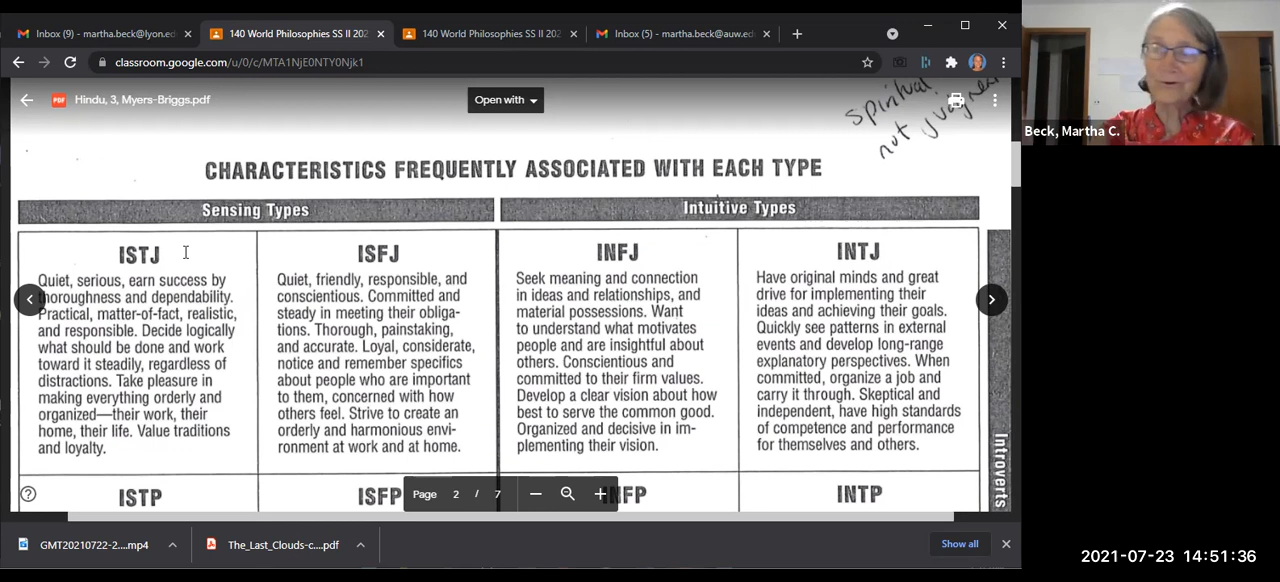 Inbox (9) - martha.beck@lyon.ed
140 World Philosophies SS II 202
140 World Philosophies SS II 202
Inbox (5) - martha.beck@auw.ed
classroom.google.com/u/0/c/MTA1NjE0NTY0Njk1
PDF Hindu, 3, Myers-Briggs.pdf
Open with
spiritual
not
Beck, Martha C.
CHARACTERISTICS FREQUENTLY ASSOCIATED WITH EACH TYPE
Sensing Types
Intuitive Types
ISTJ
Quiet, serious, earn success by
thoroughness and dependability.
Practical, matter-of-fact, realistic,
and responsible. Decide logically
what should be done and work
toward it steadily, regardless of
distractions. Take pleasure in
making everything orderly and
organized—their work, their
home, their life. Value traditions
and loyalty.
ISFJ
Quiet, friendly, responsible, and
conscientious. Committed and
steady in meeting their obliga-
tions. Thorough, painstaking,
and accurate. Loyal, considerate,
notice and remember specifics
about people who are important
to them, concerned with how
others feel. Strive to create an
orderly and harmonious envi-
ronment at work and at home.
INFJ
Seek meaning and connection
in ideas and relationships, and
material possessions. Want
to understand what motivates
people and are insightful about
others. Conscientious and
committed to their firm values.
Develop a clear vision about how
best to serve the common good.
Organized and decisive in im-
plementing their vision.
INTJ
Have original minds and great
drive for implementing their
ideas and achieving their goals.
Quickly see patterns in external
events and develop long-range
explanatory perspectives. When
committed, organize a job and
carry it through. Skeptical and
independent, have high standards
of competence and performance
for themselves and others.
Introverts
ISTP
ISFP
INFP
INTP
Page 2 / 7
GMT20210722-2....mp4
The_Last_Clouds-c....pdf
Show all
2021-07-23 14:51:36